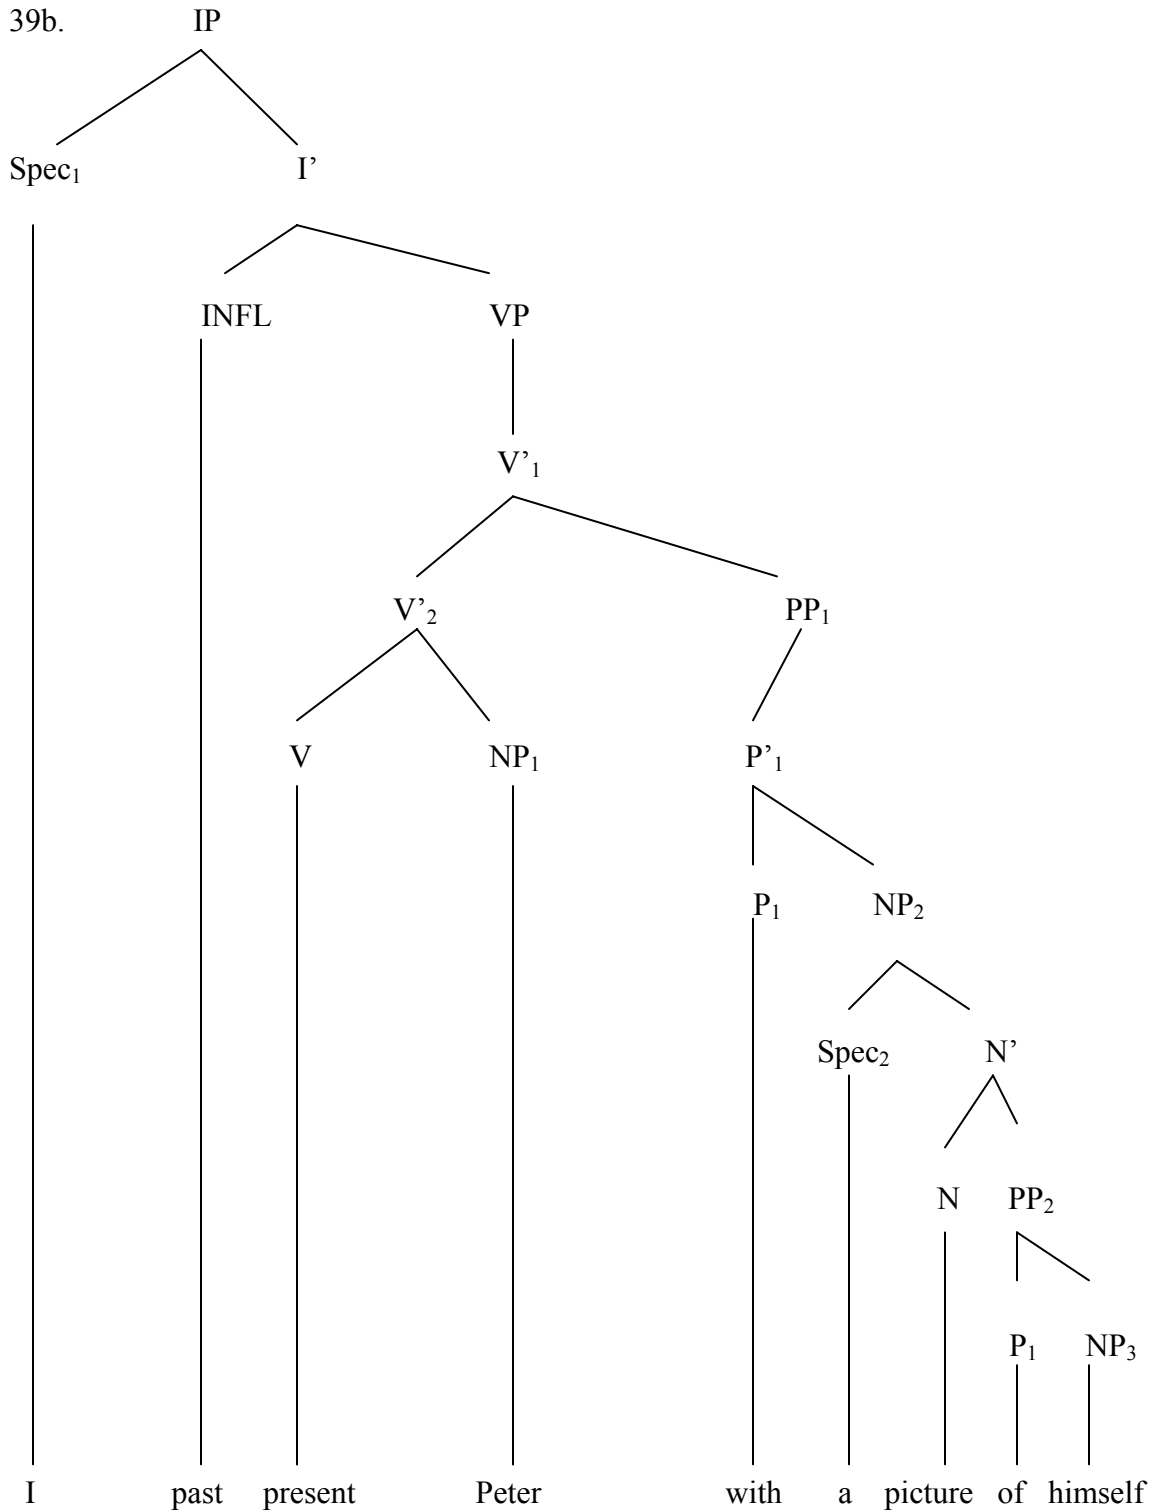 39b. IP
Spec₁ I’
INFL VP
V’₁
V’₂ PP₁
V NP₁ P’₁
P₁ NP₂
Spec₂ N’
N PP₂
P₁ NP₃
I past present Peter with a picture of himself